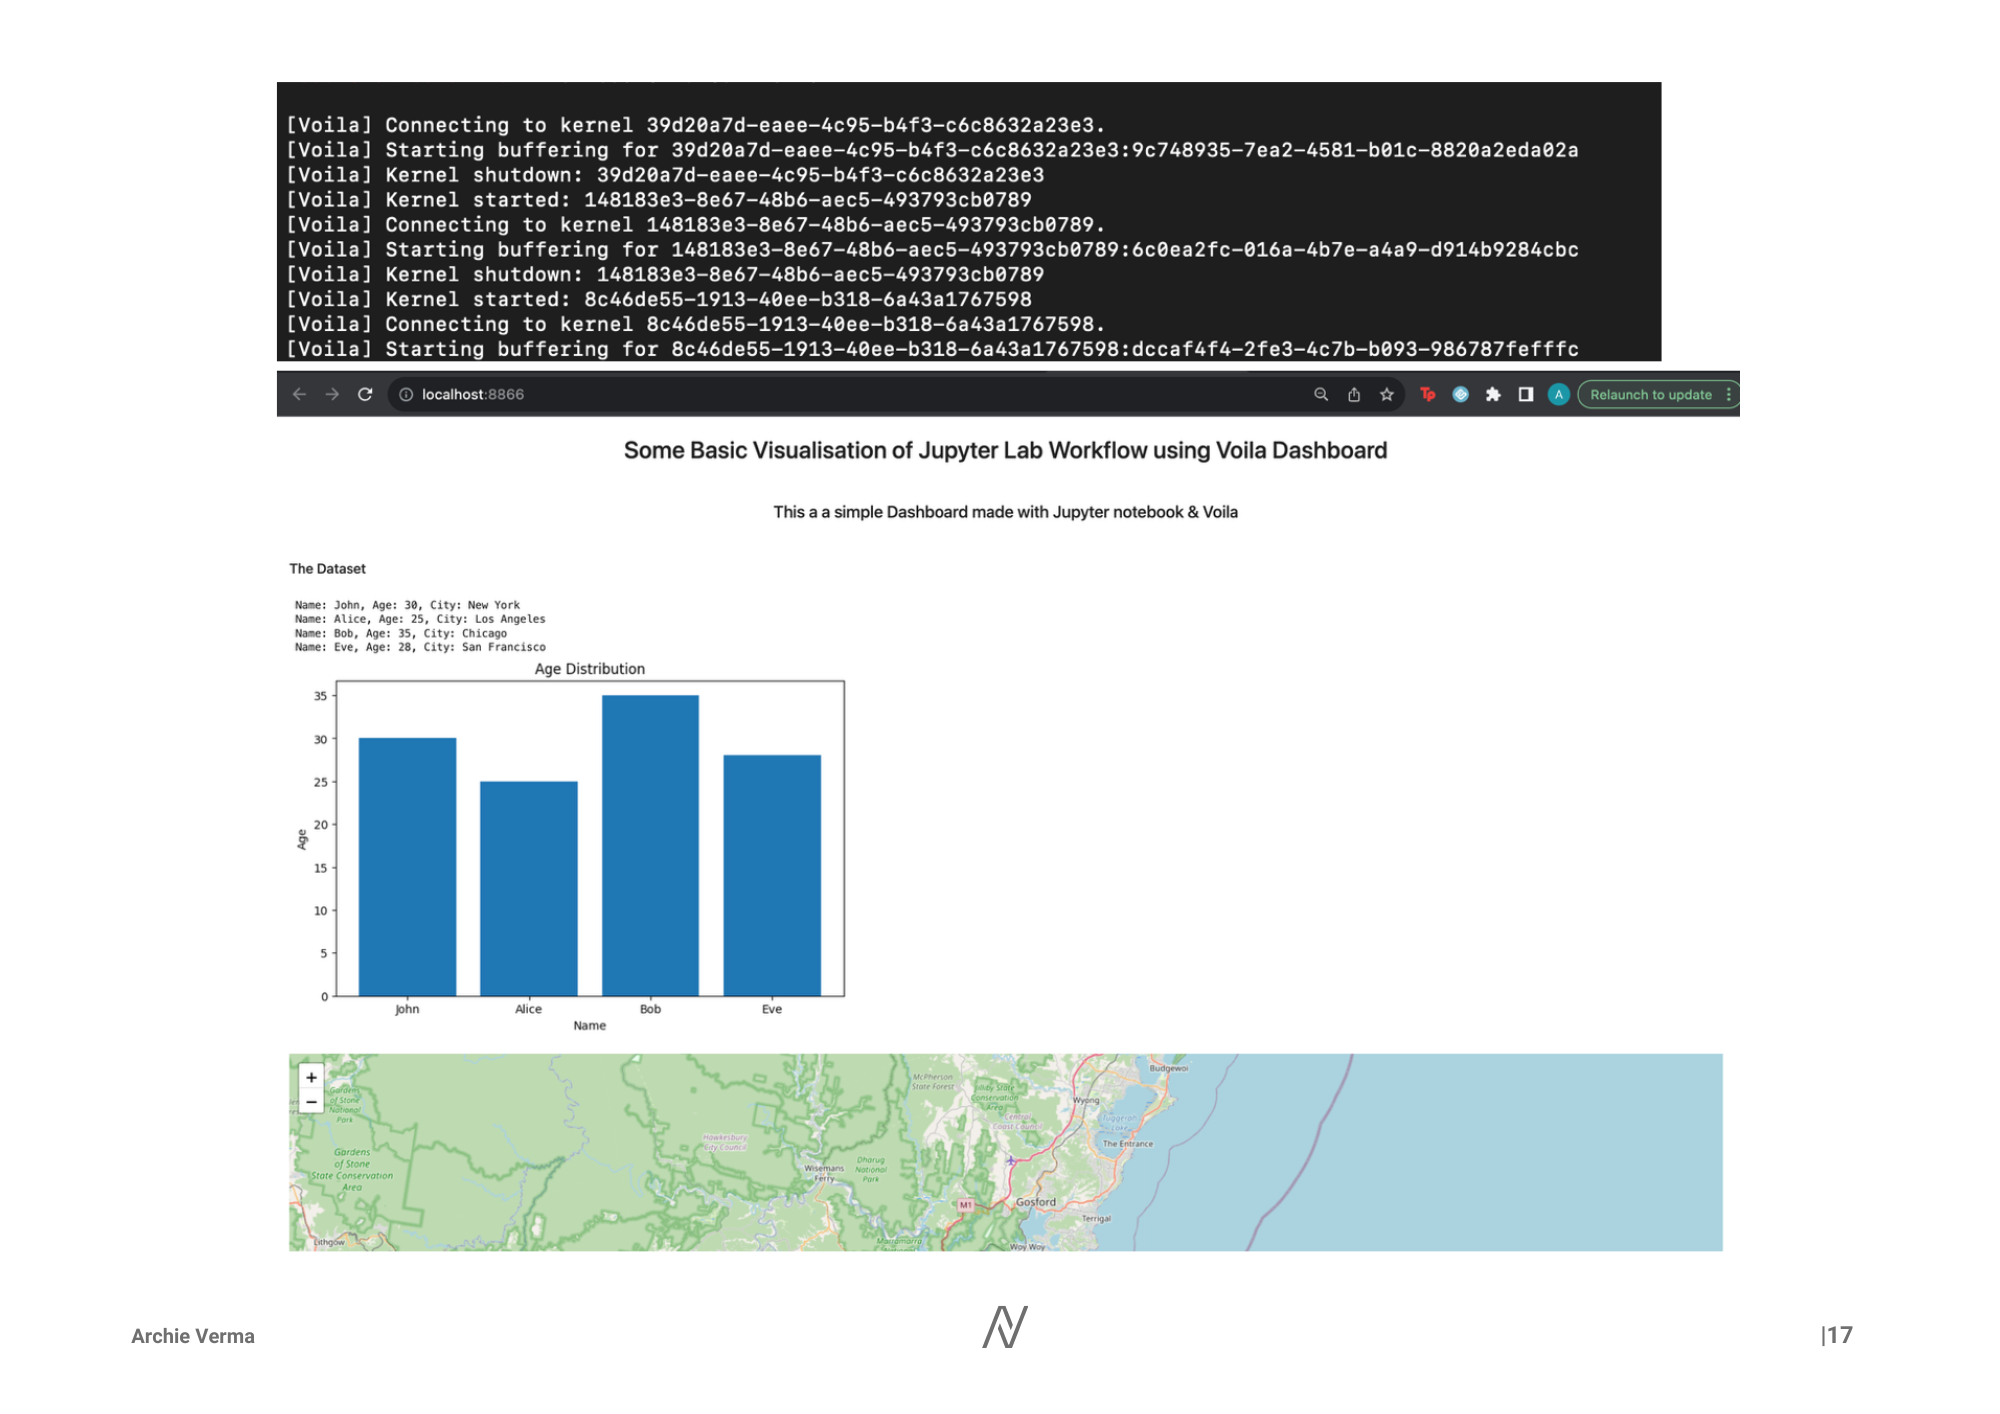 [Voila] Connecting to kernel 39d20a7d-eaee-4c95-b4f3-c6c8632a23e3.
[Voila] Starting buffering for 39d20a7d-eaee-4c95-b4f3-c6c8632a23e3:9c748935-7ea2-4581-b01c-8820a2eda02a
[Voila] Kernel shutdown: 39d20a7d-eaee-4c95-b4f3-c6c8632a23e3
[Voila] Kernel started: 148183e3-8e67-48b6-aec5-493793cb0789
[Voila] Connecting to kernel 148183e3-8e67-48b6-aec5-493793cb0789.
[Voila] Starting buffering for 148183e3-8e67-48b6-aec5-493793cb0789:6c0ea2fc-016a-4b7e-a4a9-d914b9284cbc
[Voila] Kernel shutdown: 148183e3-8e67-48b6-aec5-493793cb0789
[Voila] Kernel started: 8c46de55-1913-40ee-b318-6a43a1767598
[Voila] Connecting to kernel 8c46de55-1913-40ee-b318-6a43a1767598.
[Voila] Starting buffering for 8c46de55-1913-40ee-b318-6a43a1767598:dccaf4f4-2fe3-4c7b-b093-986787fefffc
localhost:8866 Tp A Relaunch to update
Some Basic Visualisation of Jupyter Lab Workflow using Voila Dashboard
This a a simple Dashboard made with Jupyter notebook & Voila
The Dataset
Name: John, Age: 30, City: New York
Name: Alice, Age: 25, City: Los Angeles
Name: Bob, Age: 35, City: Chicago
Name: Eve, Age: 28, City: San Francisco
Age Distribution
35
30
25
20
15
10
5
0
Age
John Alice Bob Eve
Name
+
−
Gardens
of Stone
National
Park
Gardens
of Stone
State Conservation
Area
Lithgow
Hawkesbury
City Council
Wisemans
Ferry
Dharug
National
Park
McPherson
State Forest
State
Conservation
Area
Central
Coast Council
Budgewoi
Wyong
Tuggerah
Lake
The Entrance
M1
Gosford
Terrigal
Marramarra
Woy Woy
Archie Verma
|17